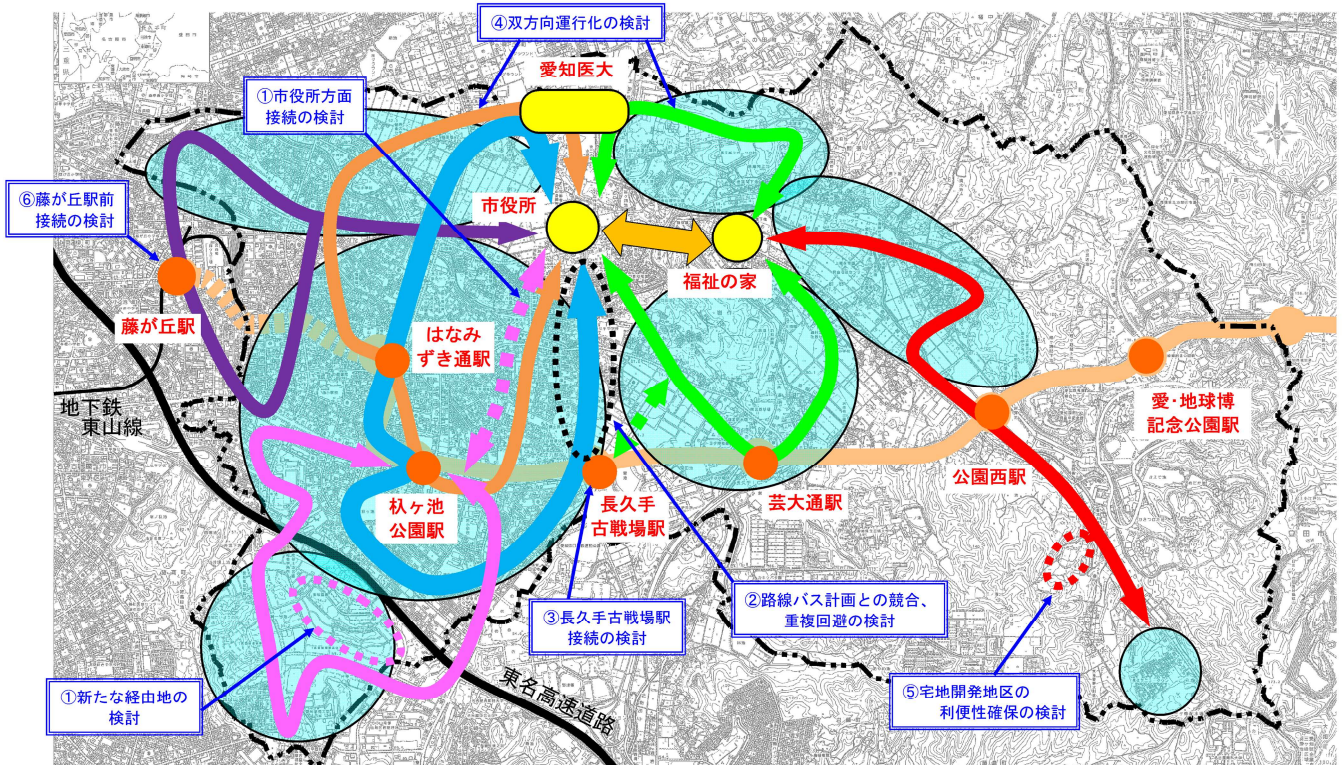 ④双方向運行化の検討
愛知医大
①市役所方面
接続の検討
⑥藤が丘駅前
接続の検討
市役所
福祉の家
藤が丘駅
はなみ
ずき通駅
地下鉄
東山線
愛・地球博
記念公園駅
杁ヶ池
公園駅
長久手
古戦場駅
芸大通駅
公園西駅
③長久手古戦場駅
接続の検討
②路線バス計画との競合、
重複回避の検討
①新たな経由地の
検討
東名高速道路
⑤宅地開発地区の
利便性確保の検討